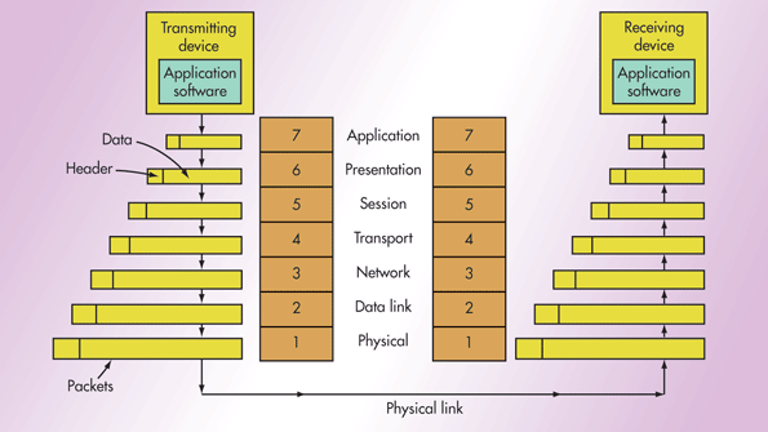 Transmitting
device
Application
software
Receiving
device
Application
software
Data
Header
7 Application 7
6 Presentation 6
5 Session 5
4 Transport 4
3 Network 3
2 Data link 2
1 Physical 1
Packets
Physical link